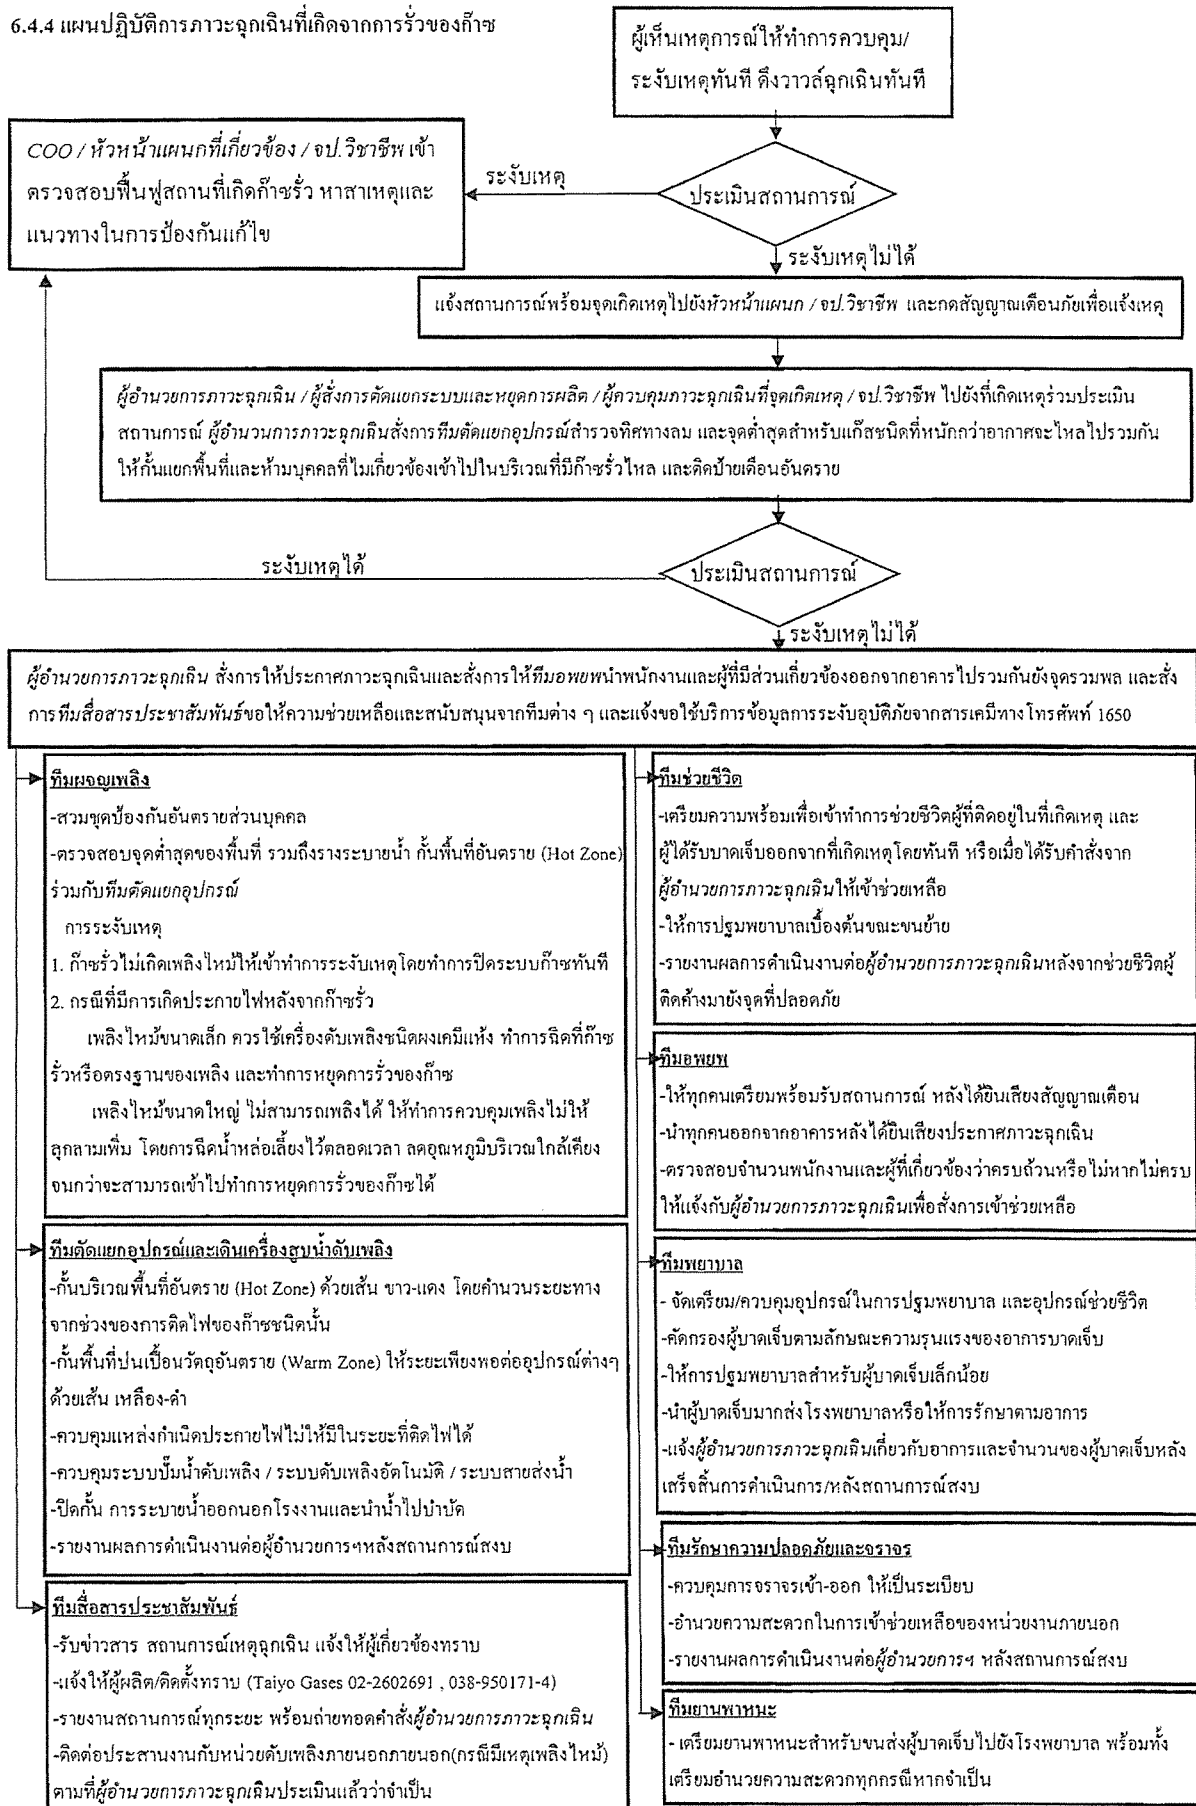 6.4.4 แผนปฏิบัติการภาวะฉุกเฉินที่เกิดจากการรั่วของก๊าซ
ผู้เห็นเหตุการณ์ให้ทำการควบคุม/
ระงับเหตุทันที ดึงวาวล์ฉุกเฉินทันที
COO / หัวหน้าแผนกที่เกี่ยวข้อง / จป.วิชาชีพ เข้า
ตรวจสอบฟื้นฟูสถานที่เกิดก๊าซรั่ว หาสาเหตุและ
แนวทางในการป้องกันแก้ไข
ระงับเหตุ
ประเมินสถานการณ์
ระงับเหตุไม่ได้
แจ้งสถานการณ์พร้อมจุดเกิดเหตุไปยังหัวหน้าแผนก / จป.วิชาชีพ และกดสัญญาณเตือนภัยเพื่อแจ้งเหตุ
ผู้อำนวยการภาวะฉุกเฉิน / ผู้สั่งการตัดแยกระบบและหยุดการผลิต / ผู้ควบคุมภาวะฉุกเฉินที่จุดเกิดเหตุ / จป.วิชาชีพ ไปยังที่เกิดเหตุร่วมประเมิน
สถานการณ์ ผู้อำนวนการภาวะฉุกเฉินสั่งการทีมตัดแยกอุปกรณ์สำรวจทิศทางลม และจุดต่ำสุดสำหรับแก๊สชนิดที่หนักกว่าอากาศจะไหลไปรวมกัน
ให้กั้นแยกพื้นที่และห้ามบุคคลที่ไม่เกี่ยวข้องเข้าไปในบริเวณที่มีก๊าซรั่วไหล และติดป้ายเตือนอันตราย
ระงับเหตุได้
ประเมินสถานการณ์
ระงับเหตุไม่ได้
ผู้อำนวยการภาวะฉุกเฉิน สั่งการให้ประกาศภาวะฉุกเฉินและสั่งการให้ทีมอพยพนำพนักงานและผู้ที่มีส่วนเกี่ยวข้องออกจากอาคารไปรวมกันยังจุดรวมพล และสั่ง
การทีมสื่อสารประชาสัมพันธ์ขอให้ความช่วยเหลือและสนับสนุนจากทีมต่าง ๆ และแจ้งขอใช้บริการข้อมูลการระงับอุบัติภัยจากสารเคมีทางโทรศัพท์ 1650
ทีมผจญเพลิง
-สวมชุดป้องกันอันตรายส่วนบุคคล
-ตรวจสอบจุดต่ำสุดของพื้นที่ รวมถึงรางระบายน้ำ กั้นพื้นที่อันตราย (Hot Zone)
ร่วมกับทีมตัดแยกอุปกรณ์
การระงับเหตุ
1. ก๊าซรั่วไม่เกิดเพลิงไหม้ให้เข้าทำการระงับเหตุโดยทำการปิดระบบก๊าซทันที
2. กรณีที่มีการเกิดประกายไฟหลังจากก๊าซรั่ว
เพลิงไหม้ขนาดเล็ก ควรใช้เครื่องดับเพลิงชนิดผงเคมีแห้ง ทำการฉีดที่ก๊าซ
รั่วหรือตรงฐานของเพลิง และทำการหยุดการรั่วของก๊าซ
เพลิงไหม้ขนาดใหญ่ ไม่สามารถเพลิงได้ ให้ทำการควบคุมเพลิงไม่ให้
ลุกลามเพิ่ม โดยการฉีดน้ำหล่อเลี้ยงไว้ตลอดเวลา ลดอุณหภูมิบริเวณใกล้เคียง
จนกว่าจะสามารถเข้าไปทำการหยุดการรั่วของก๊าซได้
ทีมตัดแยกอุปกรณ์และเดินเครื่องสูบน้ำดับเพลิง
-กั้นบริเวณพื้นที่อันตราย (Hot Zone) ด้วยเส้น ขาว-แดง โดยคำนวนระยะทาง
จากช่วงของการติดไฟของก๊าซชนิดนั้น
-กั้นพื้นที่ปนเปื้อนวัตถุอันตราย (Warm Zone) ให้ระยะเพียงพอต่ออุปกรณ์ต่างๆ
ด้วยเส้น เหลือง-ดำ
-ควบคุมแหล่งกำเนิดประกายไฟไม่ให้มีในระยะที่ติดไฟได้
-ควบคุมระบบปั๊มน้ำดับเพลิง / ระบบดับเพลิงอัตโนมัติ / ระบบสายส่งน้ำ
-ปิดกั้น การระบายน้ำออกนอกโรงงานและนำน้ำไปบำบัด
-รายงานผลการดำเนินงานต่อผู้อำนวยการฯหลังสถานการณ์สงบ
ทีมสื่อสารประชาสัมพันธ์
-รับข่าวสาร สถานการณ์เหตุฉุกเฉิน แจ้งให้ผู้เกี่ยวข้องทราบ
-แจ้งให้ผู้ผลิต/ติดตั้งทราบ (Taiyo Gases 02-2602691 , 038-950171-4)
-รายงานสถานการณ์ทุกระยะ พร้อมถ่ายทอดคำสั่งผู้อำนวยการภาวะฉุกเฉิน
-ติดต่อประสานงานกับหน่วยดับเพลิงภายนอกภายนอก(กรณีมีเหตุเพลิงไหม้)
ตามที่ผู้อำนวยการภาวะฉุกเฉินประเมินแล้วว่าจำเป็น
ทีมช่วยชีวิต
-เตรียมความพร้อมเพื่อเข้าทำการช่วยชีวิตผู้ที่ติดอยู่ในที่เกิดเหตุ และ
ผู้ได้รับบาดเจ็บออกจากที่เกิดเหตุโดยทันที หรือเมื่อได้รับคำสั่งจาก
ผู้อำนวยการภาวะฉุกเฉินให้เข้าช่วยเหลือ
-ให้การปฐมพยาบาลเบื้องต้นขณะขนย้าย
-รายงานผลการดำเนินงานต่อผู้อำนวยการภาวะฉุกเฉินหลังจากช่วยชีวิตผู้
ติดค้างมายังจุดที่ปลอดภัย
ทีมอพยพ
-ให้ทุกคนเตรียมพร้อมรับสถานการณ์ หลังได้ยินเสียงสัญญาณเตือน
-นำทุกคนออกจากอาคารหลังได้ยินเสียงประกาศภาวะฉุกเฉิน
-ตรวจสอบจำนวนพนักงานและผู้ที่เกี่ยวข้องว่าครบถ้วนหรือไม่หากไม่ครบ
ให้แจ้งกับผู้อำนวยการภาวะฉุกเฉินเพื่อสั่งการเข้าช่วยเหลือ
ทีมพยาบาล
- จัดเตรียม/ควบคุมอุปกรณ์ในการปฐมพยาบาล และอุปกรณ์ช่วยชีวิต
-คัดกรองผู้บาดเจ็บตามลักษณะความรุนแรงของอาการบาดเจ็บ
-ให้การปฐมพยาบาลสำหรับผู้บาดเจ็บเล็กน้อย
-นำผู้บาดเจ็บมากส่งโรงพยาบาลหรือให้การรักษาตามอาการ
-แจ้งผู้อำนวยการภาวะฉุกเฉินเกี่ยวกับอาการและจำนวนของผู้บาดเจ็บหลัง
เสร็จสิ้นการดำเนินการ/หลังสถานการณ์สงบ
ทีมรักษาความปลอดภัยและจราจร
-ควบคุมการจราจรเข้า-ออก ให้เป็นระเบียบ
-อำนวยความสะดวกในการเข้าช่วยเหลือของหน่วยงานภายนอก
-รายงานผลการดำเนินงานต่อผู้อำนวยการฯ หลังสถานการณ์สงบ
ทีมยานพาหนะ
- เตรียมยานพาหนะสำหรับขนส่งผู้บาดเจ็บไปยังโรงพยาบาล พร้อมทั้ง
เตรียมอำนวยความสะดวกทุกกรณีหากจำเป็น